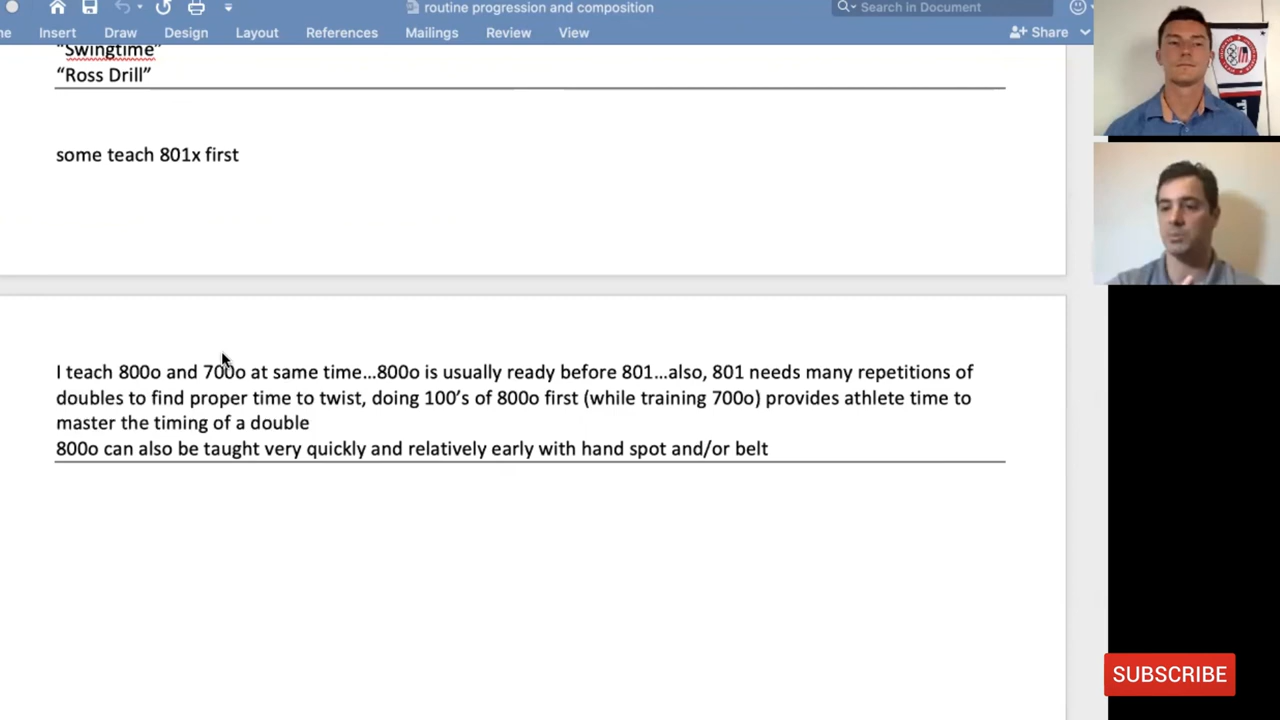 routine progression and composition
Search in Document
Insert Draw Design Layout References Mailings Review View
Share
"Swingtime"
"Ross Drill"
some teach 801x first
I teach 800o and 700o at same time...800o is usually ready before 801...also, 801 needs many repetitions of
doubles to find proper time to twist, doing 100's of 800o first (while training 700o) provides athlete time to
master the timing of a double
800o can also be taught very quickly and relatively early with hand spot and/or belt
SUBSCRIBE